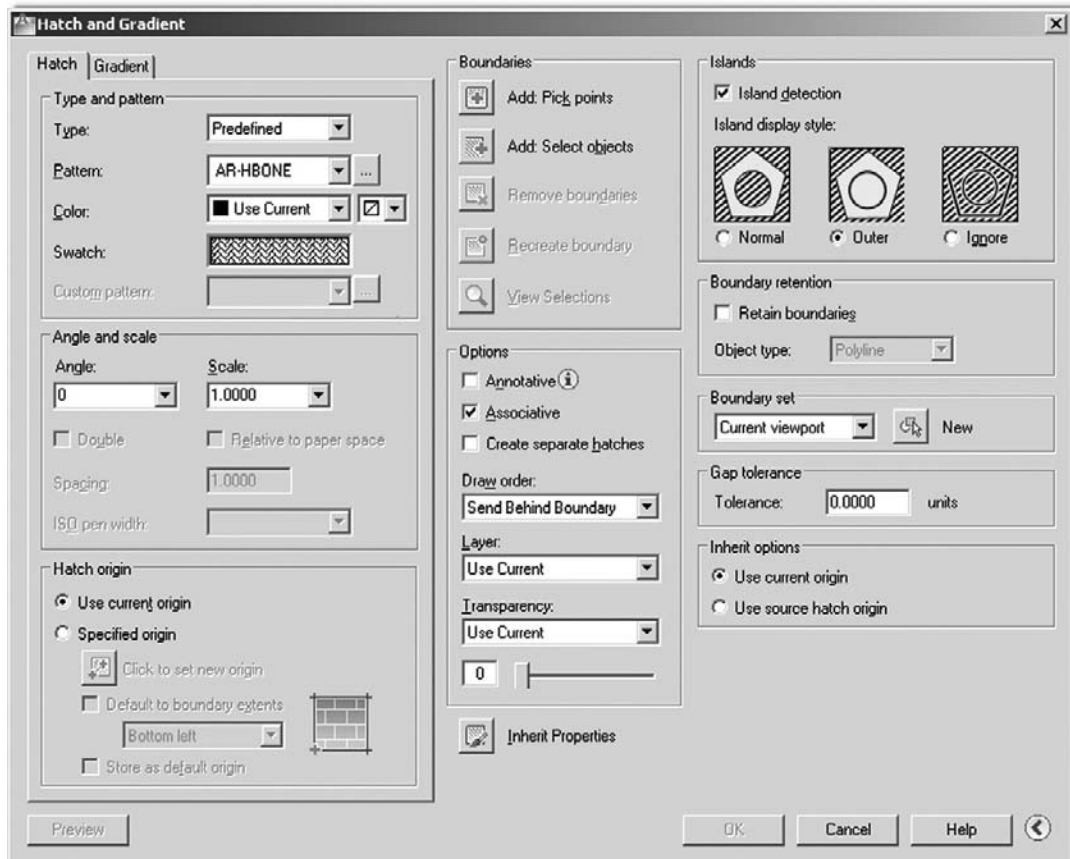 Hatch and Gradient
Hatch
Gradient
Type and pattern
Type:
Predefined
Pattern:
AR-HBONE
...
Color:
Use Current
Swatch:
Custom pattern:
...
Angle and scale
Angle:
Scale:
0
1.0000
Double
Relative to paper space
Spacing:
1.0000
ISO pen width:
Hatch origin
Use current origin
Specified origin
Click to set new origin
Default to boundary extents
Bottom left
Store as default origin
Preview
Boundaries
Add: Pick points
Add: Select objects
Remove boundaries
Recreate boundary
View Selections
Options
Annotative
Associative
Create separate hatches
Draw order:
Send Behind Boundary
Layer:
Use Current
Transparency:
Use Current
0
Inherit Properties
Islands
Island detection
Island display style:
Normal
Outer
Ignore
Boundary retention
Retain boundaries
Object type:
Polyline
Boundary set
Current viewport
New
Gap tolerance
Tolerance:
0.0000
units
Inherit options
Use current origin
Use source hatch origin
OK
Cancel
Help